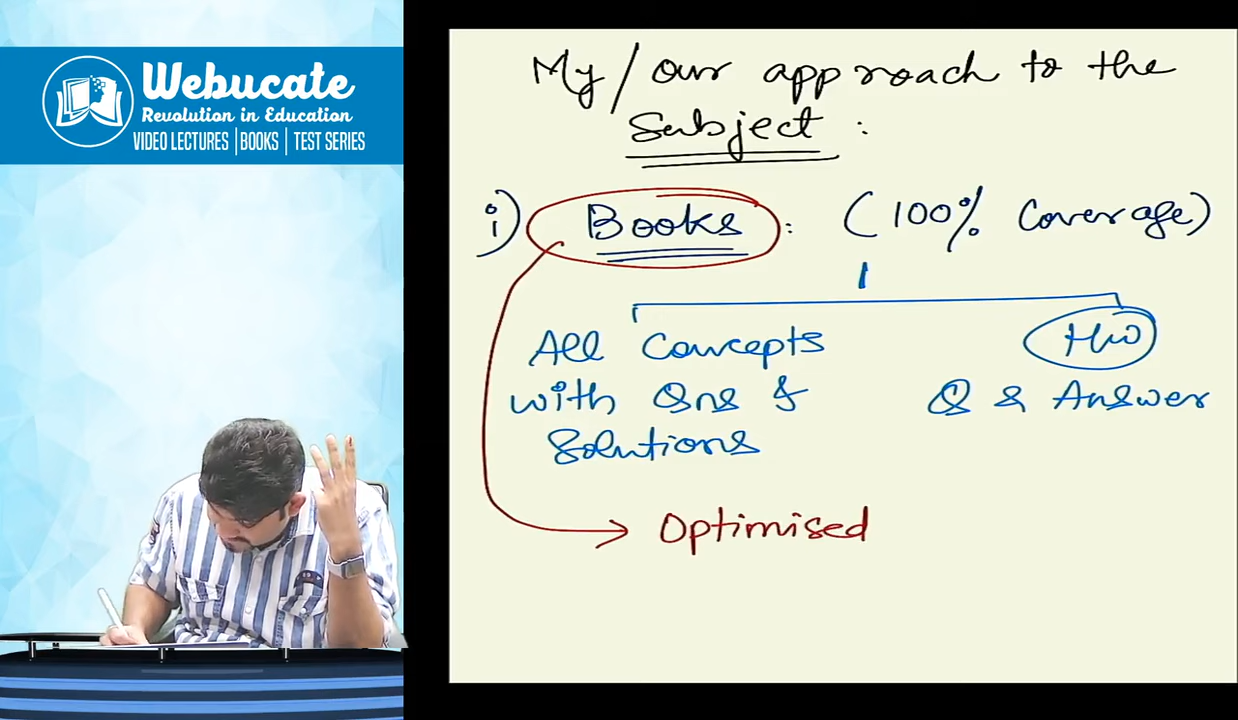 Webucate
Revolution in Education
VIDEO LECTURES | BOOKS | TEST SERIES
My/our approach to the
Subject :
i) Books : (100% Coverage)
All Concepts
with Qns &
Solutions
HW
Q & Answer
Optimised